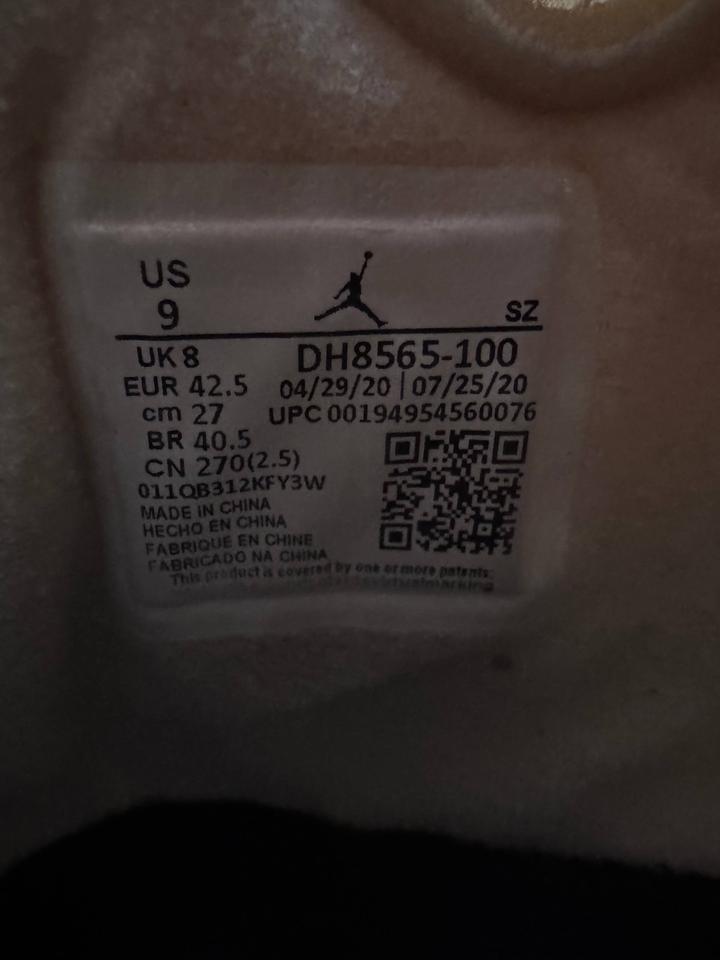 US
9
SZ
UK 8 DH8565-100
EUR 42.5 04/29/20 | 07/25/20
cm 27 UPC 00194954560076
BR 40.5
CN 270(2.5)
011QB312KFY3W
MADE IN CHINA
HECHO EN CHINA
FABRIQUE EN CHINE
FABRICADO NA CHINA
This product is covered by one or more patents.